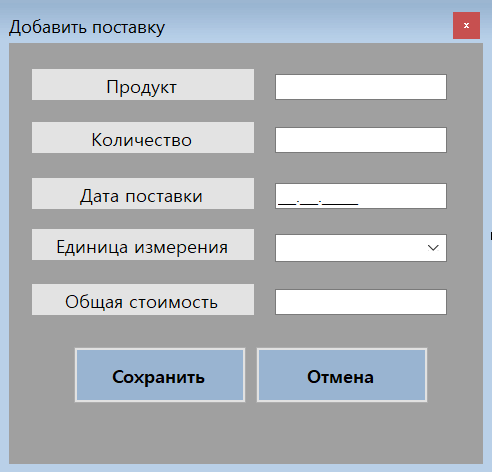 Добавить поставку
Продукт
Количество
Дата поставки __.__.____
Единица измерения
Общая стоимость
Сохранить Отмена